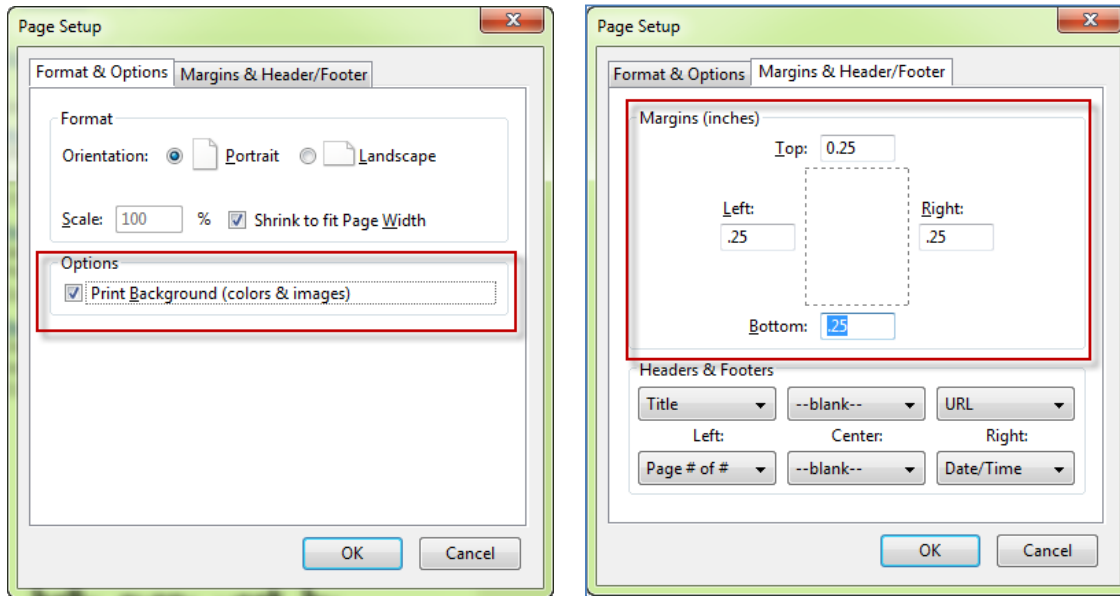 Page Setup
Format & Options
Margins & Header/Footer
Format
Orientation:
Portrait
Landscape
Scale:
100
%
Shrink to fit Page Width
Options
Print Background (colors & images)
OK
Cancel
Page Setup
Format & Options
Margins & Header/Footer
Margins (inches)
Top:
0.25
Left:
Right:
.25
.25
Bottom:
.25
Headers & Footers
Title
--blank--
URL
Left:
Center:
Right:
Page # of #
--blank--
Date/Time
OK
Cancel